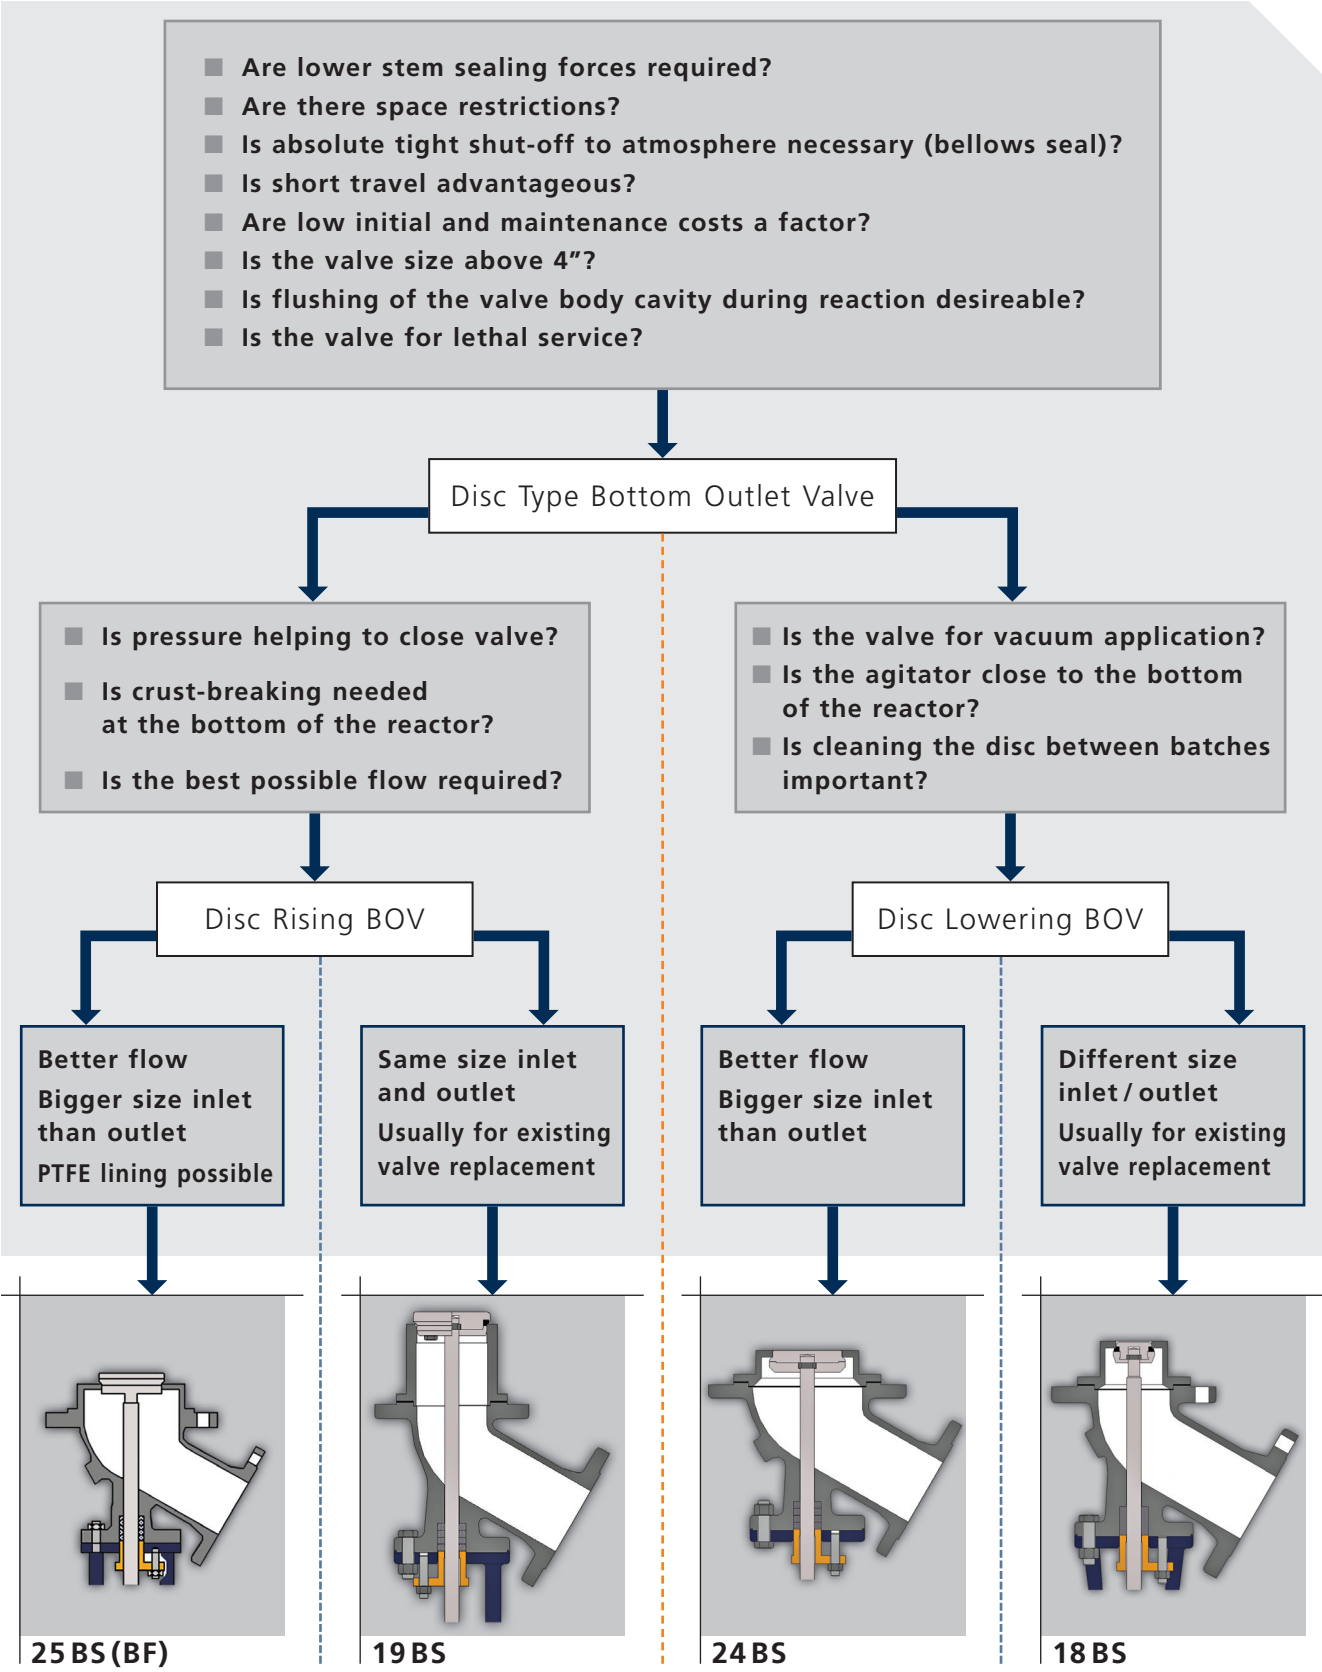 Are lower stem sealing forces required?
Are there space restrictions?
Is absolute tight shut-off to atmosphere necessary (bellows seal)?
Is short travel advantageous?
Are low initial and maintenance costs a factor?
Is the valve size above 4”?
Is flushing of the valve body cavity during reaction desireable?
Is the valve for lethal service?
Disc Type Bottom Outlet Valve
Is pressure helping to close valve?
Is crust-breaking needed
at the bottom of the reactor?
Is the best possible flow required?
Is the valve for vacuum application?
Is the agitator close to the bottom
of the reactor?
Is cleaning the disc between batches
important?
Disc Rising BOV
Disc Lowering BOV
Better flow
Bigger size inlet
than outlet
PTFE lining possible
Same size inlet
and outlet
Usually for existing
valve replacement
Better flow
Bigger size inlet
than outlet
Different size
inlet / outlet
Usually for existing
valve replacement
25 BS (BF)
19 BS
24 BS
18 BS